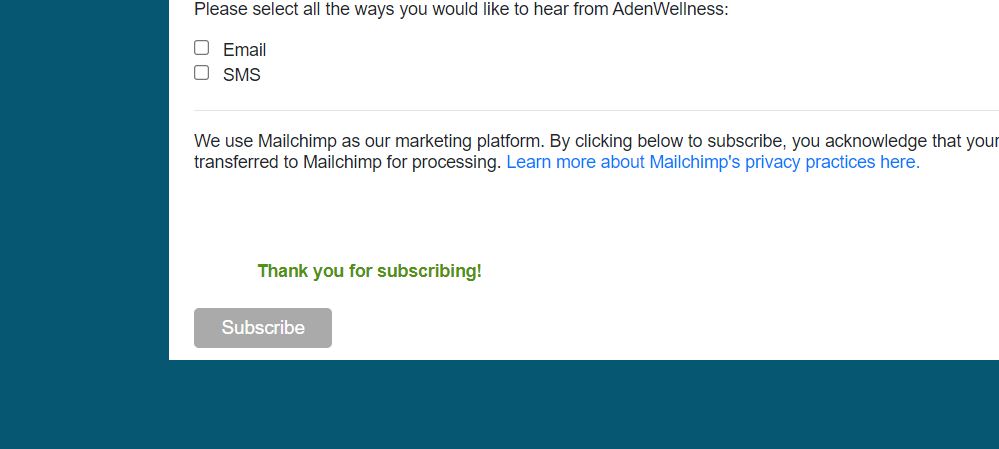 Please select all the ways you would like to hear from AdenWellness:
Email
SMS
We use Mailchimp as our marketing platform. By clicking below to subscribe, you acknowledge that your
transferred to Mailchimp for processing. Learn more about Mailchimp's privacy practices here.
Thank you for subscribing!
Subscribe